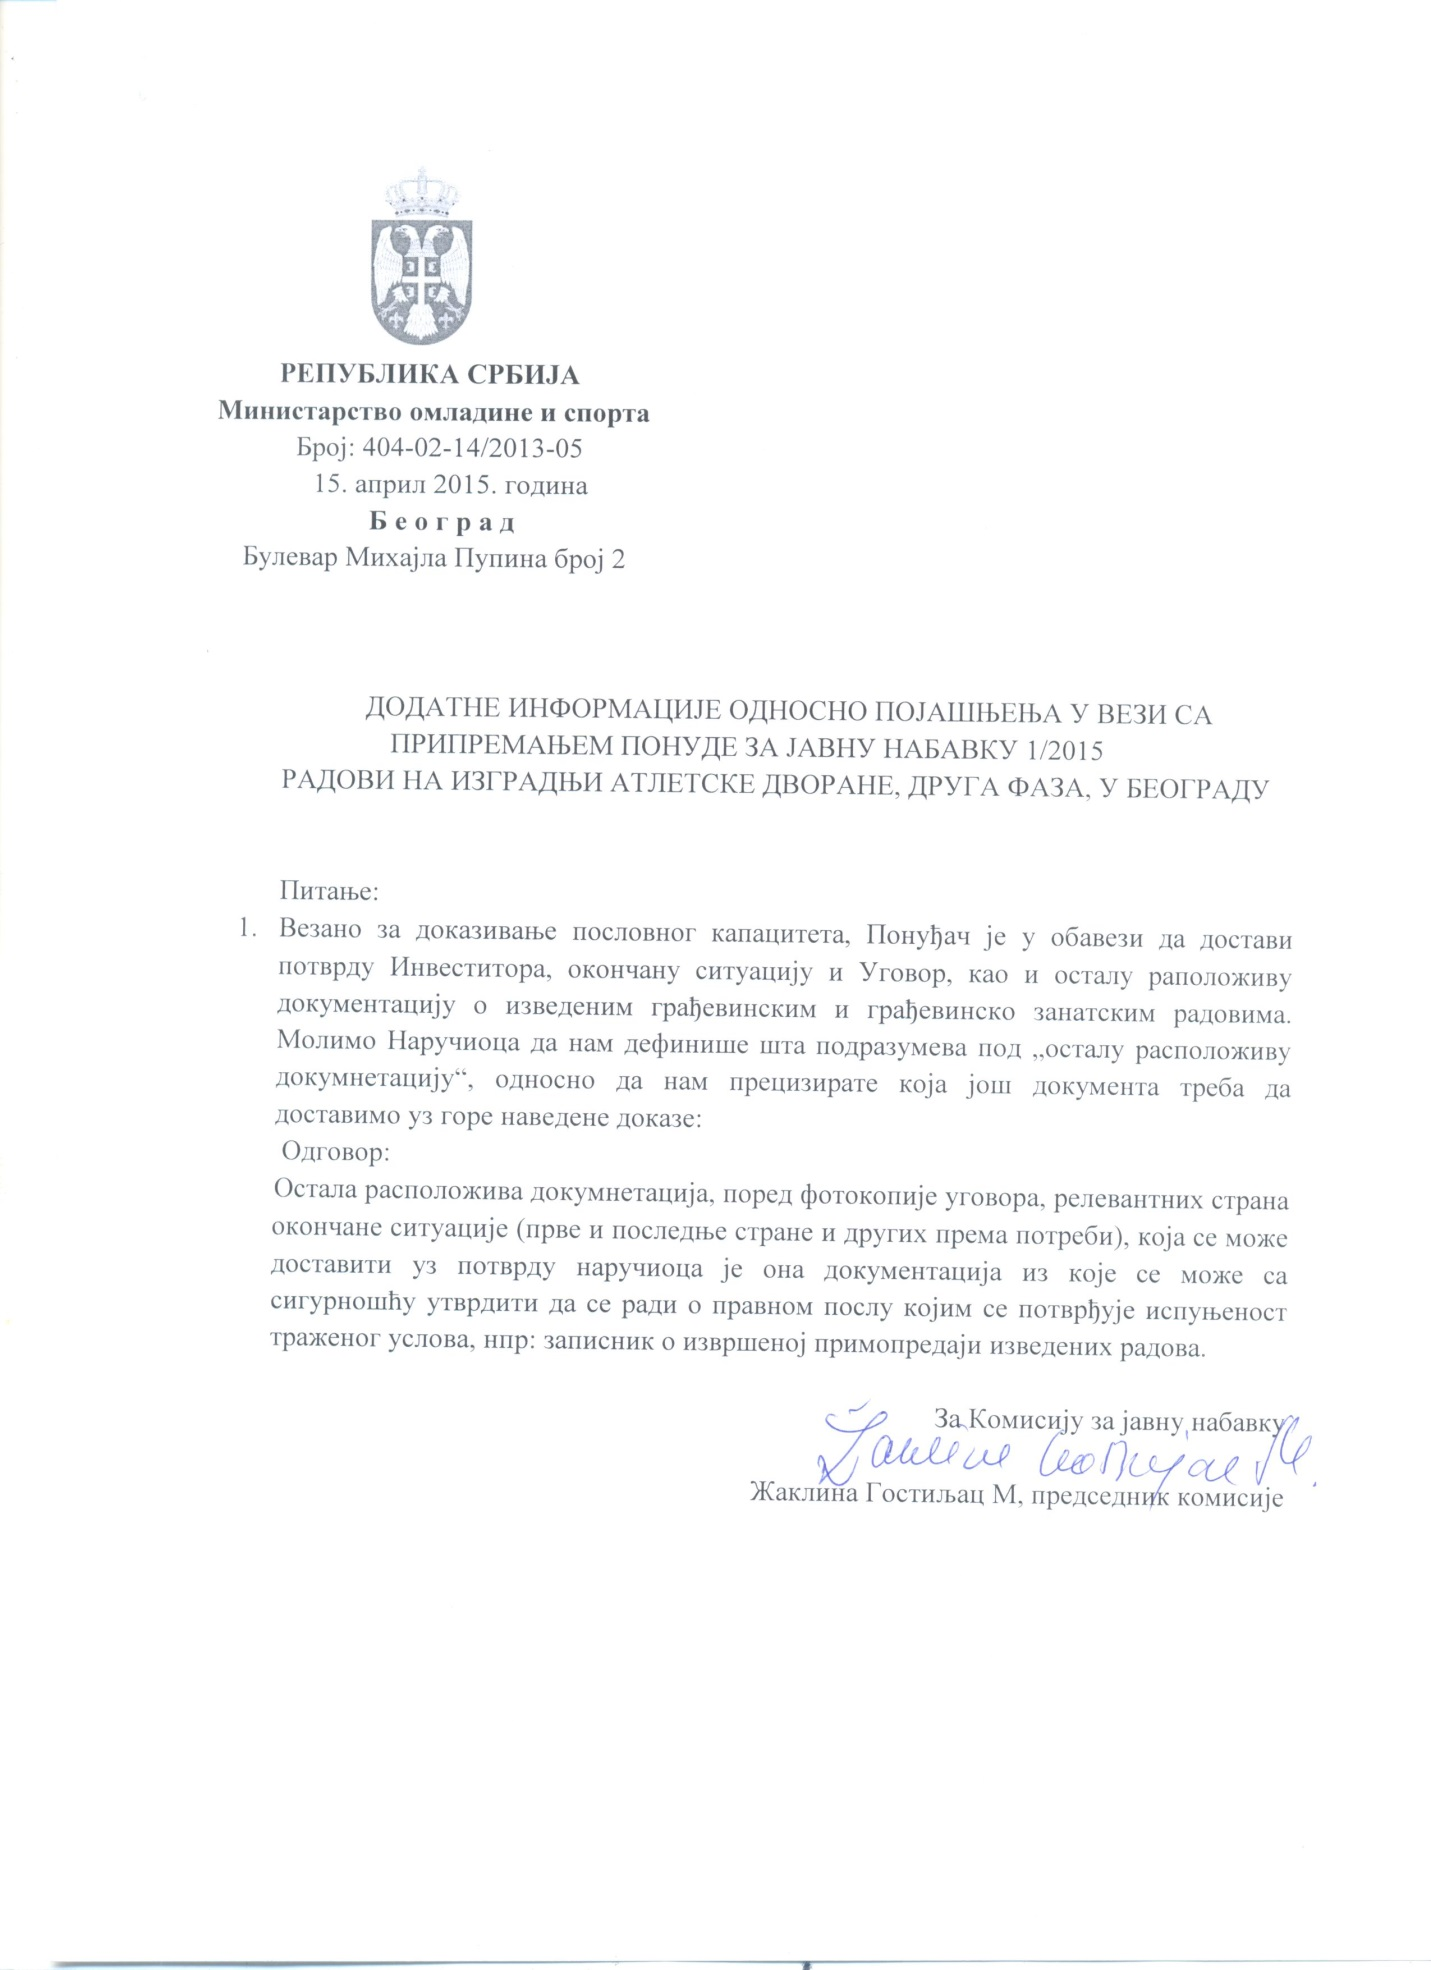 РЕПУБЛИКА СРБИЈА
Министарство омладине и спорта
Број: 404-02-14/2013-05
15. април 2015. година
Б е о г р а д
Булевар Михајла Пупина број 2
ДОДАТНЕ ИНФОРМАЦИЈЕ ОДНОСНО ПОЈАШЊЕЊА У ВЕЗИ СА
ПРИПРЕМАЊЕМ ПОНУДЕ ЗА ЈАВНУ НАБАВКУ 1/2015
РАДОВИ НА ИЗГРАДЊИ АТЛЕТСКЕ ДВОРАНЕ, ДРУГА ФАЗА, У БЕОГРАДУ
Питање:
1. Везано за доказивање пословног капацитета, Понуђач је у обавези да достави
потврду Инвеститора, окончану ситуацију и Уговор, као и осталу раположиву
документацију о изведеним грађевинским и грађевинско занатским радовима.
Молимо Наручиоца да нам дефинише шта подразумева под „осталу расположиву
докумнетацију“, односно да нам прецизирате која још документа треба да
доставимо уз горе наведене доказе:
Одговор:
Остала расположива докумнетација, поред фотокопије уговора, релевантних страна
окончане ситуације (прве и последње стране и других према потреби), која се може
доставити уз потврду наручиоца је она документација из које се може са
сигурношћу утврдити да се ради о правном послу којим се потврђује испуњеност
траженог услова, нпр: записник о извршеној примопредаји изведених радова.
За Комисију за јавну набавку
Жаклина Гостиљац М, председник комисије